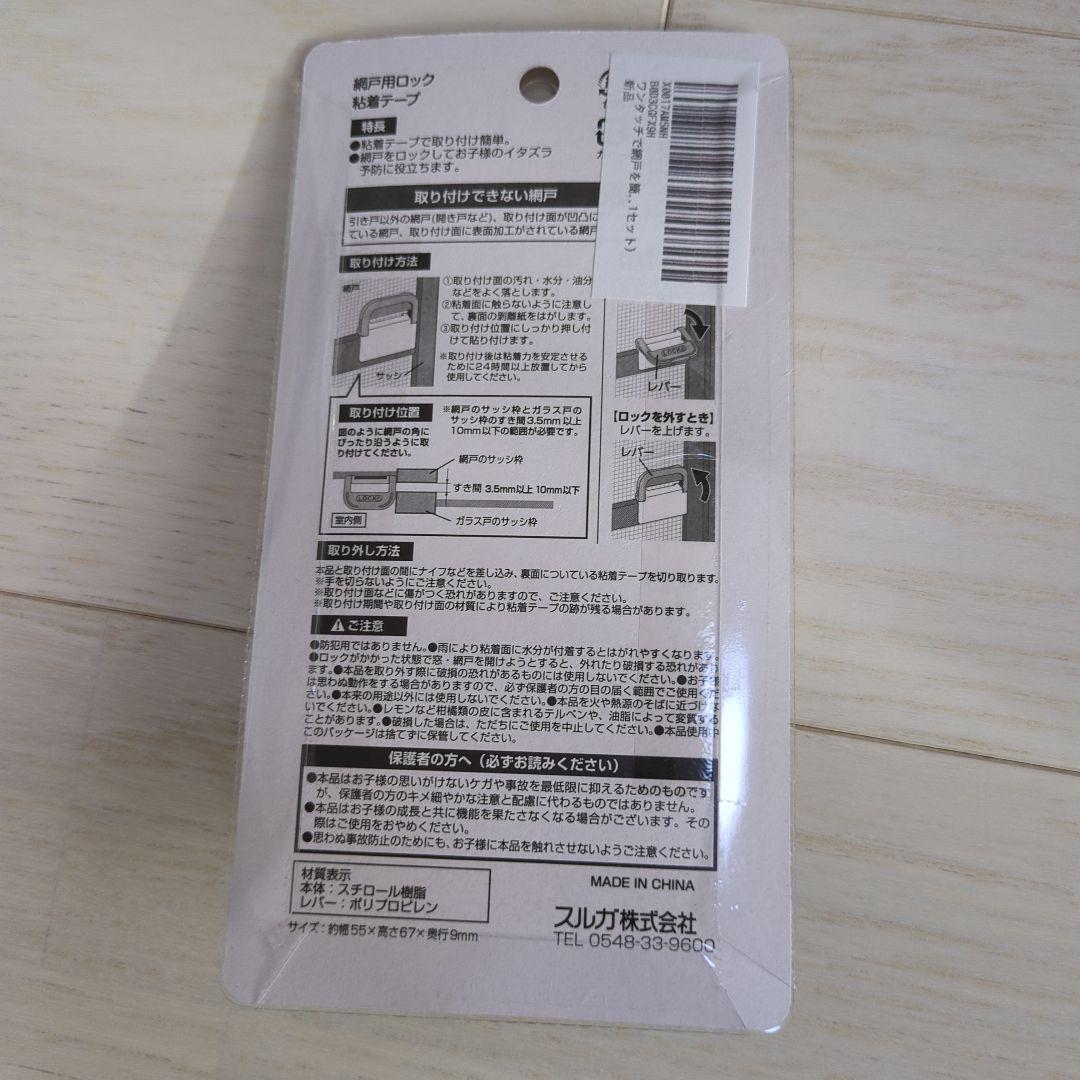 網戸用ロック
粘着テープ
特長
●粘着テープで取り付け簡単。
●網戸をロックしてお子様のイタズラ
予防に役立ちます。
取り付けできない網戸
引き戸以外の網戸(開き戸など)、取り付け面が凹凸に
ている網戸、取り付け面に表面加工がされている網戸
取り付け方法
網戸
サッシ
①取り付け面の汚れ・水分・油分
などをよく落とします。
②粘着面に触らないように注意し
て、裏面の剥離紙をはがします。
③取り付け位置にしっかり押し付
けて貼り付けます。
※取り付け後は粘着力を安定させる
ために24時間以上放置してから
使用してください。
取り付け位置
図のように網戸の角に
ぴったり沿うように取
り付けてください。
※網戸のサッシ枠とガラス戸の
サッシ枠のすき間3.5mm以上
10mm以下の範囲が必要です。
網戸のサッシ枠
すき間 3.5mm以上 10mm以下
LOCK
室内側
ガラス戸のサッシ枠
X0017AM5NH
B0D3CGFX9H
ワンタッチで網戸を簡...1セット)
新品
LOCK
レバー
【ロックを外すとき】
レバーを上げます。
レバー
取り外し方法
本品と取り付け面の間にナイフなどを差し込み、裏面についている粘着テープを切り取ります。
※手を切らないようにご注意ください。
※取り付け面などに傷がつく恐れがありますので、ご注意ください。
※取り付け期間や取り付け面の材質により粘着テープの跡が残る場合があります。
ご注意
●防犯用ではありません。●雨により粘着面に水分が付着するとはがれやすくなります。
●ロックがかかった状態で窓・網戸を開けようとすると、外れたり破損する恐れがあり
ます。●本品を取り外す際に破損の恐れがあるものには使用しないでください。●お子様
は思わぬ動作をする場合がありますので、必ず保護者の方の目の届く範囲でご使用くだ
さい。●本来の用途以外には使用しないでください。●本品を火や熱源のそばに近づけな
いでください。●レモンなど柑橘類の皮に含まれるテルペンや、油脂によって変質する
ことがあります。●破損した場合は、ただちにご使用を中止してください。●本品使用中
このパッケージは捨てずに保管してください。
保護者の方へ(必ずお読みください)
●本品はお子様の思いがけないケガや事故を最低限に抑えるためのものです
が、保護者の方のキメ細やかな注意と配慮に代わるものではありません。
●本品はお子様の成長と共に機能を果たさなくなる場合がございます。その
際はご使用をおやめください。
●思わぬ事故防止のためにも、お子様に本品を触れさせないようご注意ください。
材質表示
本体:スチロール樹脂
レバー:ポリプロピレン
サイズ:約幅55×高さ67×奥行9mm
MADE IN CHINA
スルガ株式会社
TEL 0548-33-9600